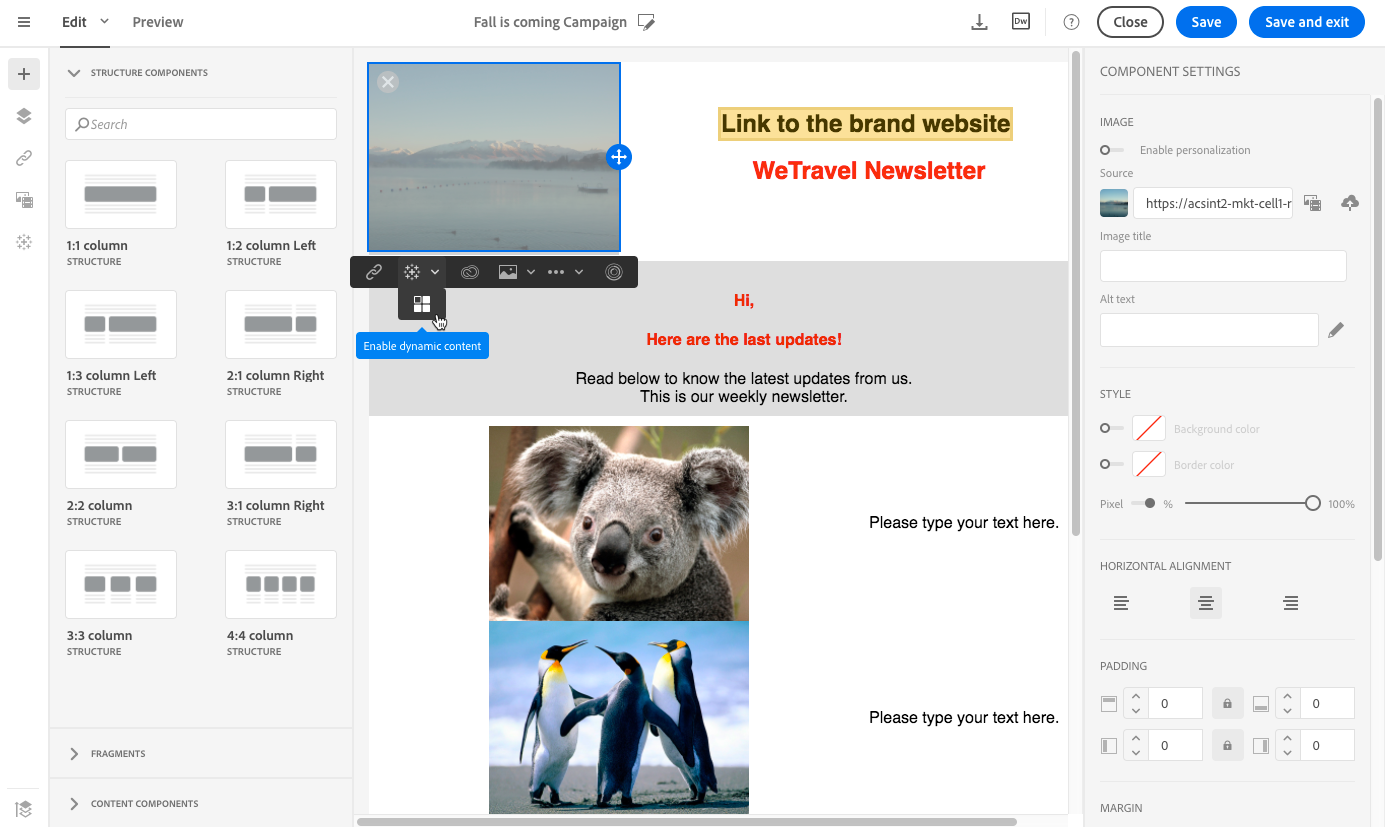 Edit
Preview
Fall is coming Campaign
Dw
?
Close
Save
Save and exit
STRUCTURE COMPONENTS
Search
1:1 column
STRUCTURE
1:2 column Left
STRUCTURE
1:3 column Left
STRUCTURE
2:1 column Right
STRUCTURE
2:2 column
STRUCTURE
3:1 column Right
STRUCTURE
3:3 column
STRUCTURE
4:4 column
STRUCTURE
FRAGMENTS
CONTENT COMPONENTS
Link to the brand website
WeTravel Newsletter
Enable dynamic content
Hi,
Here are the last updates!
Read below to know the latest updates from us.
This is our weekly newsletter.
Please type your text here.
Please type your text here.
COMPONENT SETTINGS
IMAGE
Enable personalization
Source
https://acsint2-mkt-cell1-r
Image title
Alt text
STYLE
Background color
Border color
Pixel % 100%
HORIZONTAL ALIGNMENT
PADDING
0 0
0 0
MARGIN